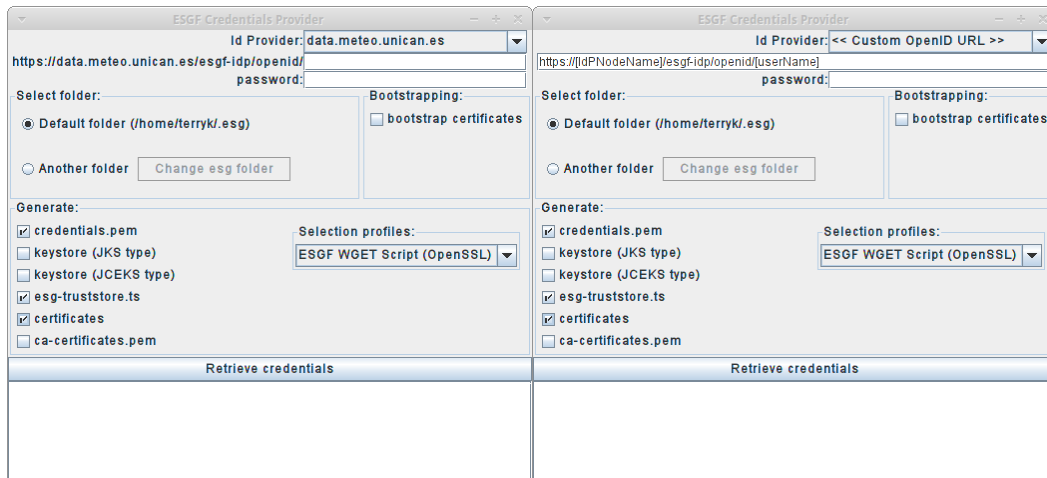 ESGF Credentials Provider
Id Provider: data.meteo.unican.es
https://data.meteo.unican.es/esgf-idp/openid/
password:
Select folder:
Default folder (/home/terryk/.esg)
Another folder Change esg folder
Bootstrapping:
bootstrap certificates
Generate:
credentials.pem
keystore (JKS type)
keystore (JCEKS type)
esg-truststore.ts
certificates
ca-certificates.pem
Selection profiles:
ESGF WGET Script (OpenSSL)
Retrieve credentials
ESGF Credentials Provider
Id Provider: << Custom OpenID URL >>
https://[IdPNodeName]/esgf-idp/openid/[userName]
password:
Select folder:
Default folder (/home/terryk/.esg)
Another folder Change esg folder
Bootstrapping:
bootstrap certificates
Generate:
credentials.pem
keystore (JKS type)
keystore (JCEKS type)
esg-truststore.ts
certificates
ca-certificates.pem
Selection profiles:
ESGF WGET Script (OpenSSL)
Retrieve credentials